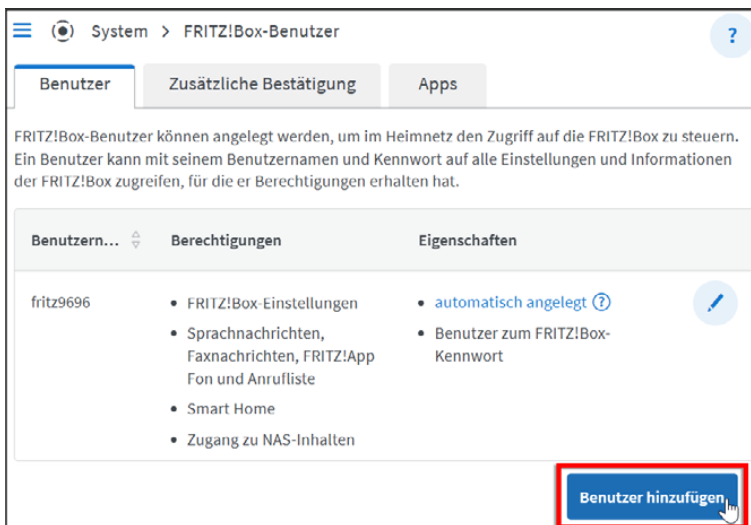 System > FRITZ!Box-Benutzer
?
Benutzer Zusätzliche Bestätigung Apps
FRITZ!Box-Benutzer können angelegt werden, um im Heimnetz den Zugriff auf die FRITZ!Box zu steuern.
Ein Benutzer kann mit seinem Benutzernamen und Kennwort auf alle Einstellungen und Informationen
der FRITZ!Box zugreifen, für die er Berechtigungen erhalten hat.
Benutzern... Berechtigungen Eigenschaften
fritz9696 • FRITZ!Box-Einstellungen • automatisch angelegt ?
• Sprachnachrichten, • Benutzer zum FRITZ!Box-
Faxnachrichten, FRITZ!App Kennwort
Fon und Anrufliste
• Smart Home
• Zugang zu NAS-Inhalten
Benutzer hinzufügen